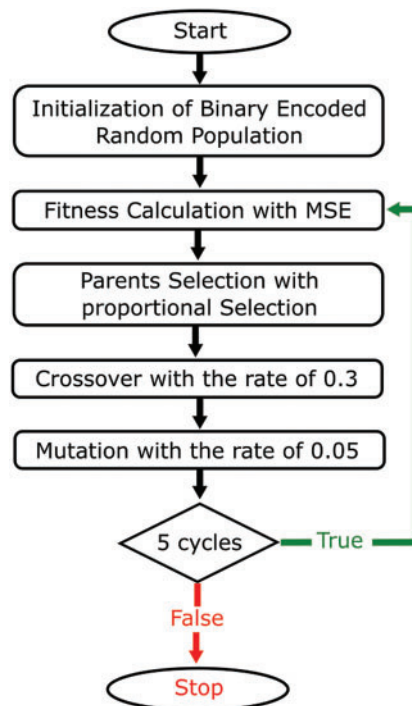 Start
Initialization of Binary Encoded
Random Population
Fitness Calculation with MSE
Parents Selection with
proportional Selection
Crossover with the rate of 0.3
Mutation with the rate of 0.05
5 cycles
True
False
Stop